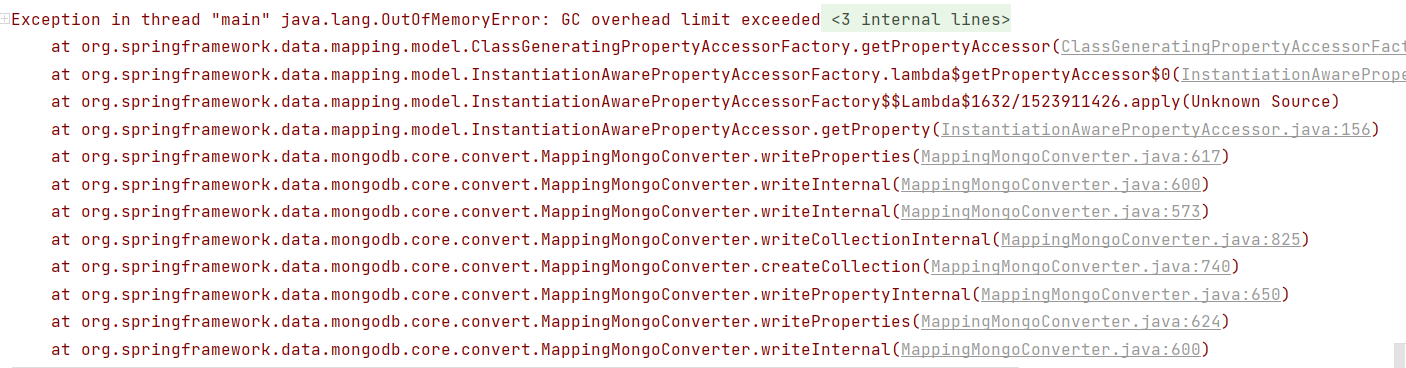 Exception in thread "main" java.lang.OutOfMemoryError: GC overhead limit exceeded <3 internal lines>
at org.springframework.data.mapping.model.ClassGeneratingPropertyAccessorFactory.getPropertyAccessor(ClassGeneratingPropertyAccessorFact
at org.springframework.data.mapping.model.InstantiationAwarePropertyAccessorFactory.lambda$getPropertyAccessor$0(InstantiationAwarePrope
at org.springframework.data.mapping.model.InstantiationAwarePropertyAccessorFactory$$Lambda$1632/1523911426.apply(Unknown Source)
at org.springframework.data.mapping.model.InstantiationAwarePropertyAccessor.getProperty(InstantiationAwarePropertyAccessor.java:156)
at org.springframework.data.mongodb.core.convert.MappingMongoConverter.writeProperties(MappingMongoConverter.java:617)
at org.springframework.data.mongodb.core.convert.MappingMongoConverter.writeInternal(MappingMongoConverter.java:600)
at org.springframework.data.mongodb.core.convert.MappingMongoConverter.writeInternal(MappingMongoConverter.java:573)
at org.springframework.data.mongodb.core.convert.MappingMongoConverter.writeCollectionInternal(MappingMongoConverter.java:825)
at org.springframework.data.mongodb.core.convert.MappingMongoConverter.createCollection(MappingMongoConverter.java:740)
at org.springframework.data.mongodb.core.convert.MappingMongoConverter.writePropertyInternal(MappingMongoConverter.java:650)
at org.springframework.data.mongodb.core.convert.MappingMongoConverter.writeProperties(MappingMongoConverter.java:624)
at org.springframework.data.mongodb.core.convert.MappingMongoConverter.writeInternal(MappingMongoConverter.java:600)